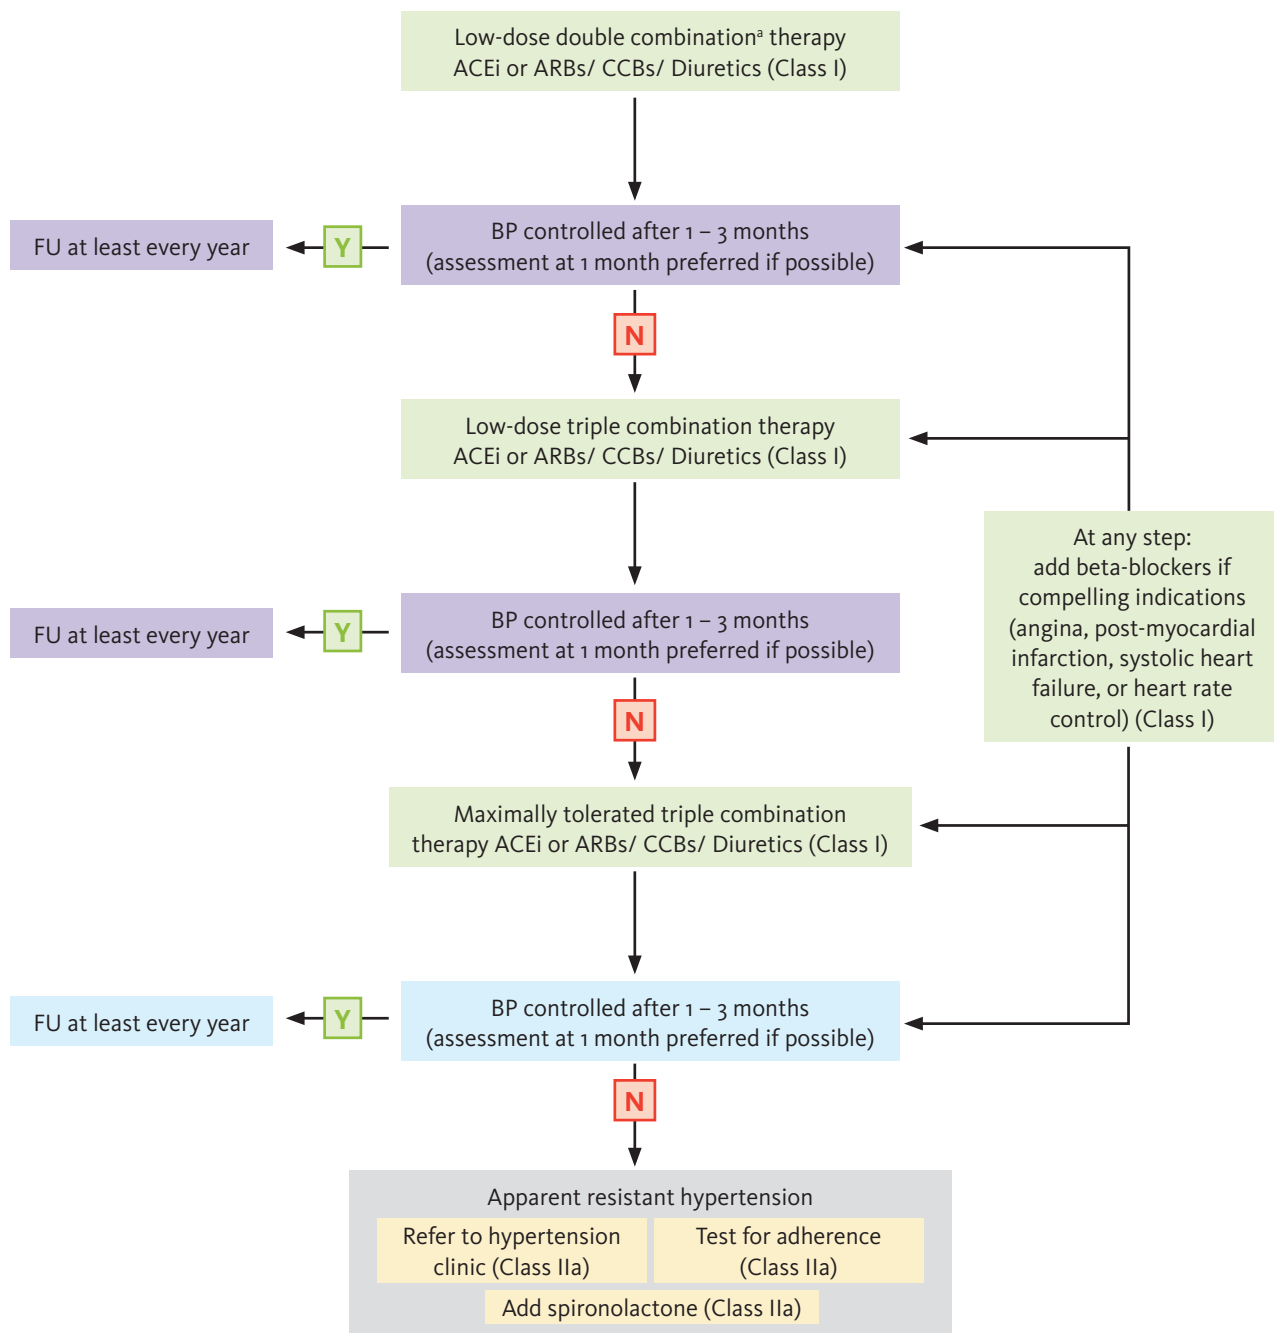 Low-dose double combinationᵃ therapy
ACEi or ARBs/ CCBs/ Diuretics (Class I)
FU at least every year
Y
BP controlled after 1 – 3 months
(assessment at 1 month preferred if possible)
N
Low-dose triple combination therapy
ACEi or ARBs/ CCBs/ Diuretics (Class I)
At any step:
add beta-blockers if
compelling indications
(angina, post-myocardial
infarction, systolic heart
failure, or heart rate
control) (Class I)
FU at least every year
Y
BP controlled after 1 – 3 months
(assessment at 1 month preferred if possible)
N
Maximally tolerated triple combination
therapy ACEi or ARBs/ CCBs/ Diuretics (Class I)
FU at least every year
Y
BP controlled after 1 – 3 months
(assessment at 1 month preferred if possible)
N
Apparent resistant hypertension
Refer to hypertension
clinic (Class IIa)
Test for adherence
(Class IIa)
Add spironolactone (Class IIa)